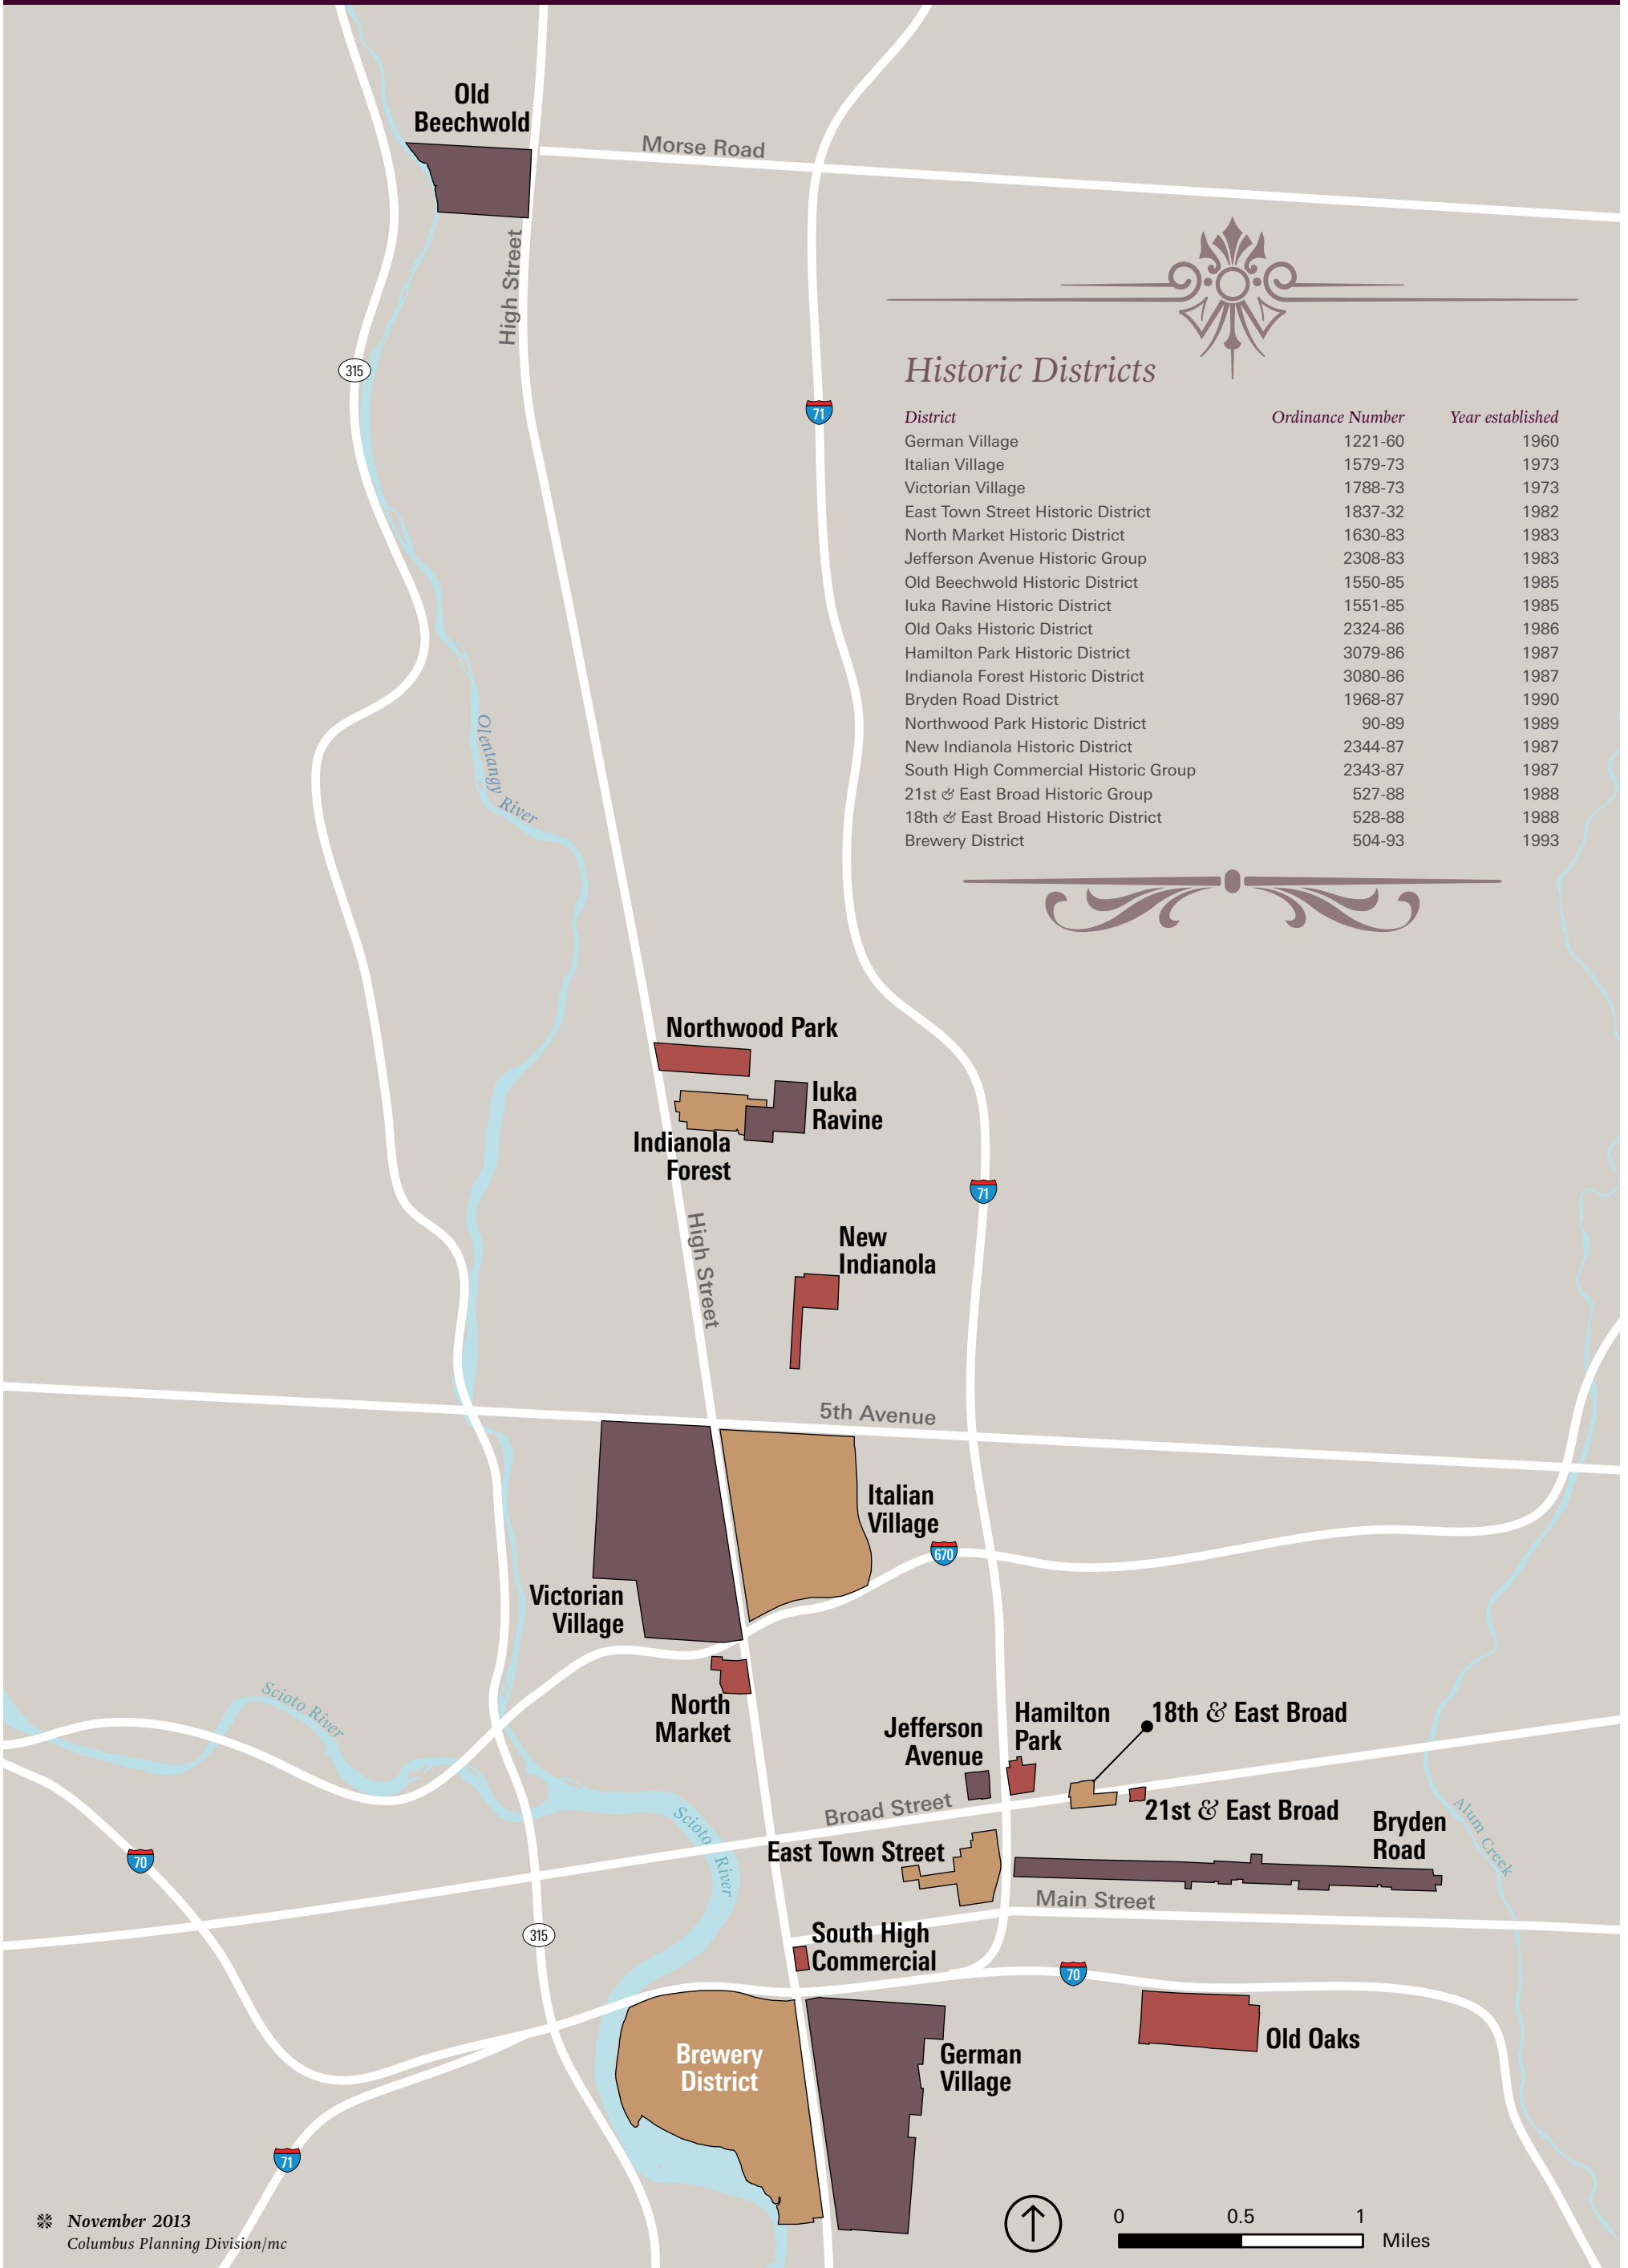 Old
Beechwold
Morse Road
High Street
315
71
Historic Districts
District Ordinance Number Year established
German Village 1221-60 1960
Italian Village 1579-73 1973
Victorian Village 1788-73 1973
East Town Street Historic District 1837-32 1982
North Market Historic District 1630-83 1983
Jefferson Avenue Historic Group 2308-83 1983
Old Beechwold Historic District 1550-85 1985
Iuka Ravine Historic District 1551-85 1985
Old Oaks Historic District 2324-86 1986
Hamilton Park Historic District 3079-86 1987
Indianola Forest Historic District 3080-86 1987
Bryden Road District 1968-87 1990
Northwood Park Historic District 90-89 1989
New Indianola Historic District 2344-87 1987
South High Commercial Historic Group 2343-87 1987
21st & East Broad Historic Group 527-88 1988
18th & East Broad Historic District 528-88 1988
Brewery District 504-93 1993
Olentangy River
Northwood Park
Iuka
Ravine
Indianola
Forest
71
High Street
New
Indianola
5th Avenue
Italian
Village
670
Victorian
Village
Scioto River
North
Market
Jefferson
Avenue
Hamilton
Park
18th & East Broad
Broad Street
21st & East Broad
Scioto River
Bryden
Road
Alum Creek
East Town Street
70
Main Street
315
South High
Commercial
70
Old Oaks
Brewery
District
German
Village
71
November 2013
Columbus Planning Division/mc
0 0.5 1
Miles